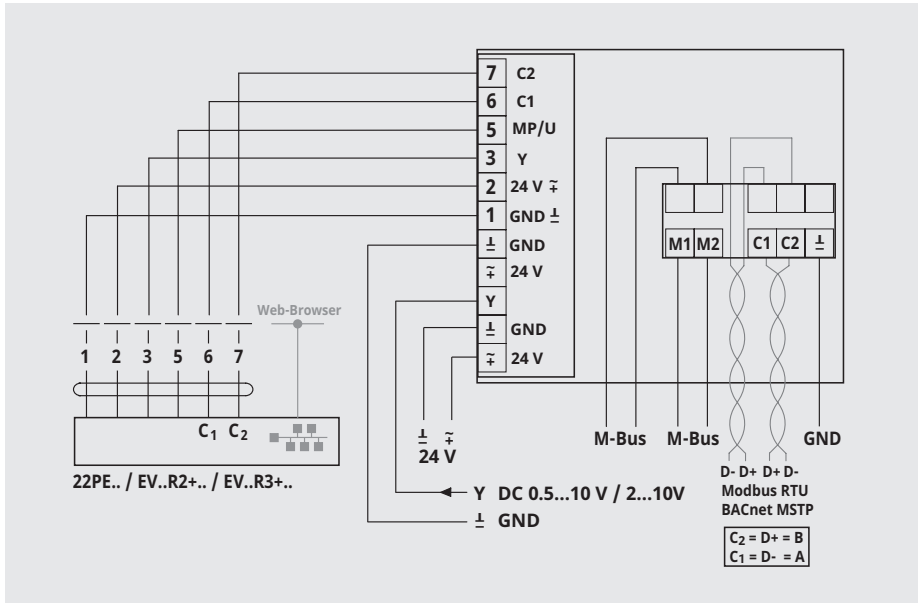 7 C2
6 C1
5 MP/U
3 Y
2 24 V ~
1 GND ⊥
⊥ GND
~ 24 V
Y
⊥ GND
~ 24 V
M1 M2 C1 C2 ⊥
Web-Browser
1 2 3 5 6 7
C1 C2
22PE.. / EV..R2+.. / EV..R3+..
⊥ ~
24 V
Y DC 0.5...10 V / 2...10V
⊥ GND
M-Bus M-Bus GND
D- D+ D+ D-
Modbus RTU
BACnet MSTP
C2 = D+ = B
C1 = D- = A